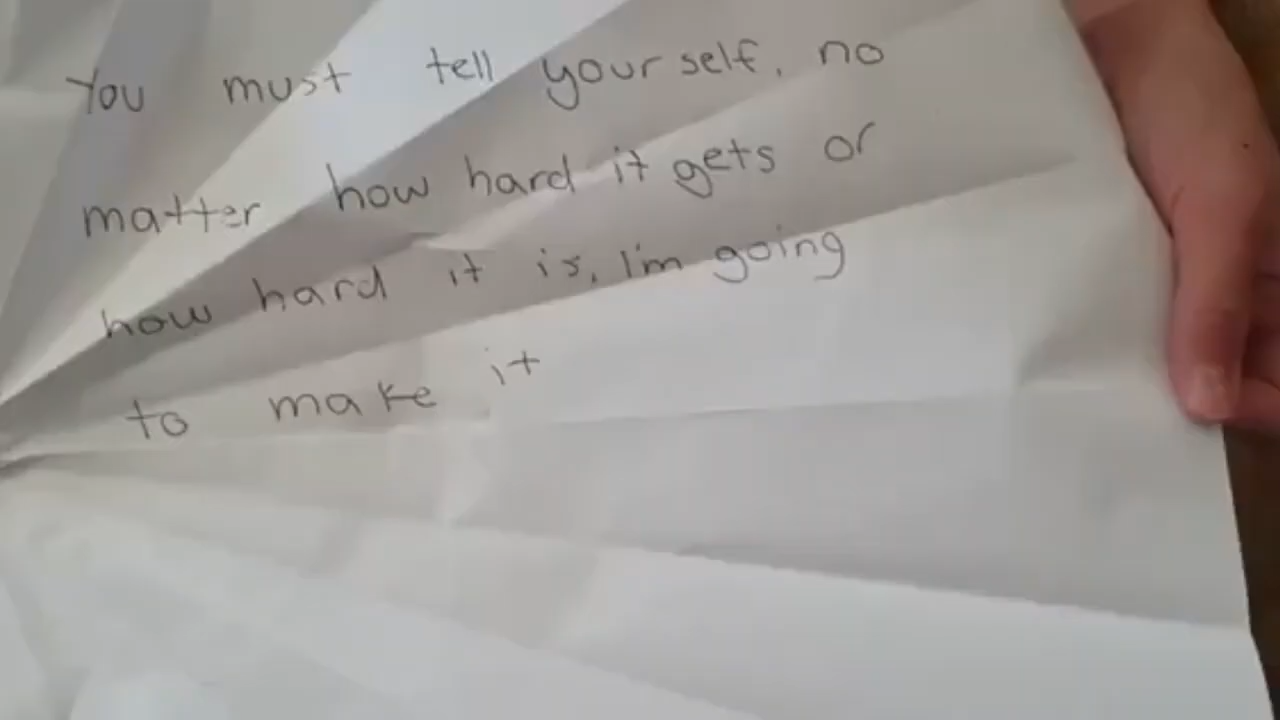 You must tell yourself, no
matter how hard it gets or
how hard it is, I'm going
to make it